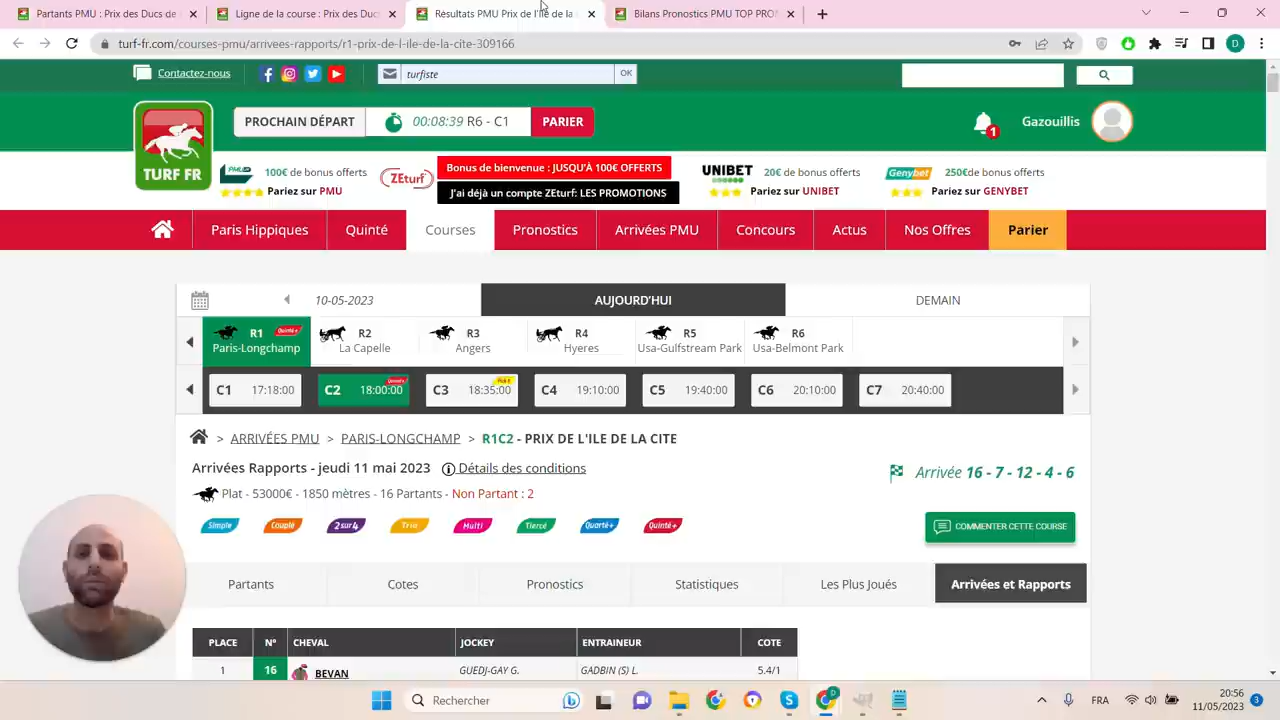 Partants PMU : Prix des Ducs de
Ligne de la course : Prix des Duc
Résultats PMU Prix de l'Ile de la
Bilans Pronostics PMU TOP PRO
turf-fr.com/courses-pmu/arrivees-rapports/r1-prix-de-l-ile-de-la-cite-309166
Contactez-nous
turfiste
OK
TURF FR
PROCHAIN DÉPART
00:08:39 R6 - C1
PARIER
1
Gazouillis
PMU
100€ de bonus offerts
Pariez sur PMU
ZEturf
Bonus de bienvenue : JUSQU'À 100€ OFFERTS
J'ai déjà un compte ZEturf: LES PROMOTIONS
UNIBET
20€ de bonus offerts
Pariez sur UNIBET
Genybet
250€de bonus offerts
Pariez sur GENYBET
Paris Hippiques
Quinté
Courses
Pronostics
Arrivées PMU
Concours
Actus
Nos Offres
Parier
10-05-2023
AUJOURD'HUI
DEMAIN
R1 Quinté+
Paris-Longchamp
R2
La Capelle
R3
Angers
R4
Hyeres
R5
Usa-Gulfstream Park
R6
Usa-Belmont Park
C1 17:18:00
C2 18:00:00
C3 18:35:00
C4 19:10:00
C5 19:40:00
C6 20:10:00
C7 20:40:00
> ARRIVÉES PMU > PARIS-LONGCHAMP > R1C2 - PRIX DE L'ILE DE LA CITE
Arrivées Rapports - jeudi 11 mai 2023 Détails des conditions
Arrivée 16 - 7 - 12 - 4 - 6
Plat - 53000€ - 1850 mètres - 16 Partants - Non Partant : 2
Simple
Couplé
2sur4
Trio
Multi
Tiercé
Quarté+
Quinté+
COMMENTER CETTE COURSE
Partants
Cotes
Pronostics
Statistiques
Les Plus Joués
Arrivées et Rapports
PLACE N° CHEVAL JOCKEY ENTRAINEUR COTE
1 16 BEVAN GUEDJ-GAY G. GADBIN (S) L. 5.4/1
Rechercher
FRA
20:56
11/05/2023
3